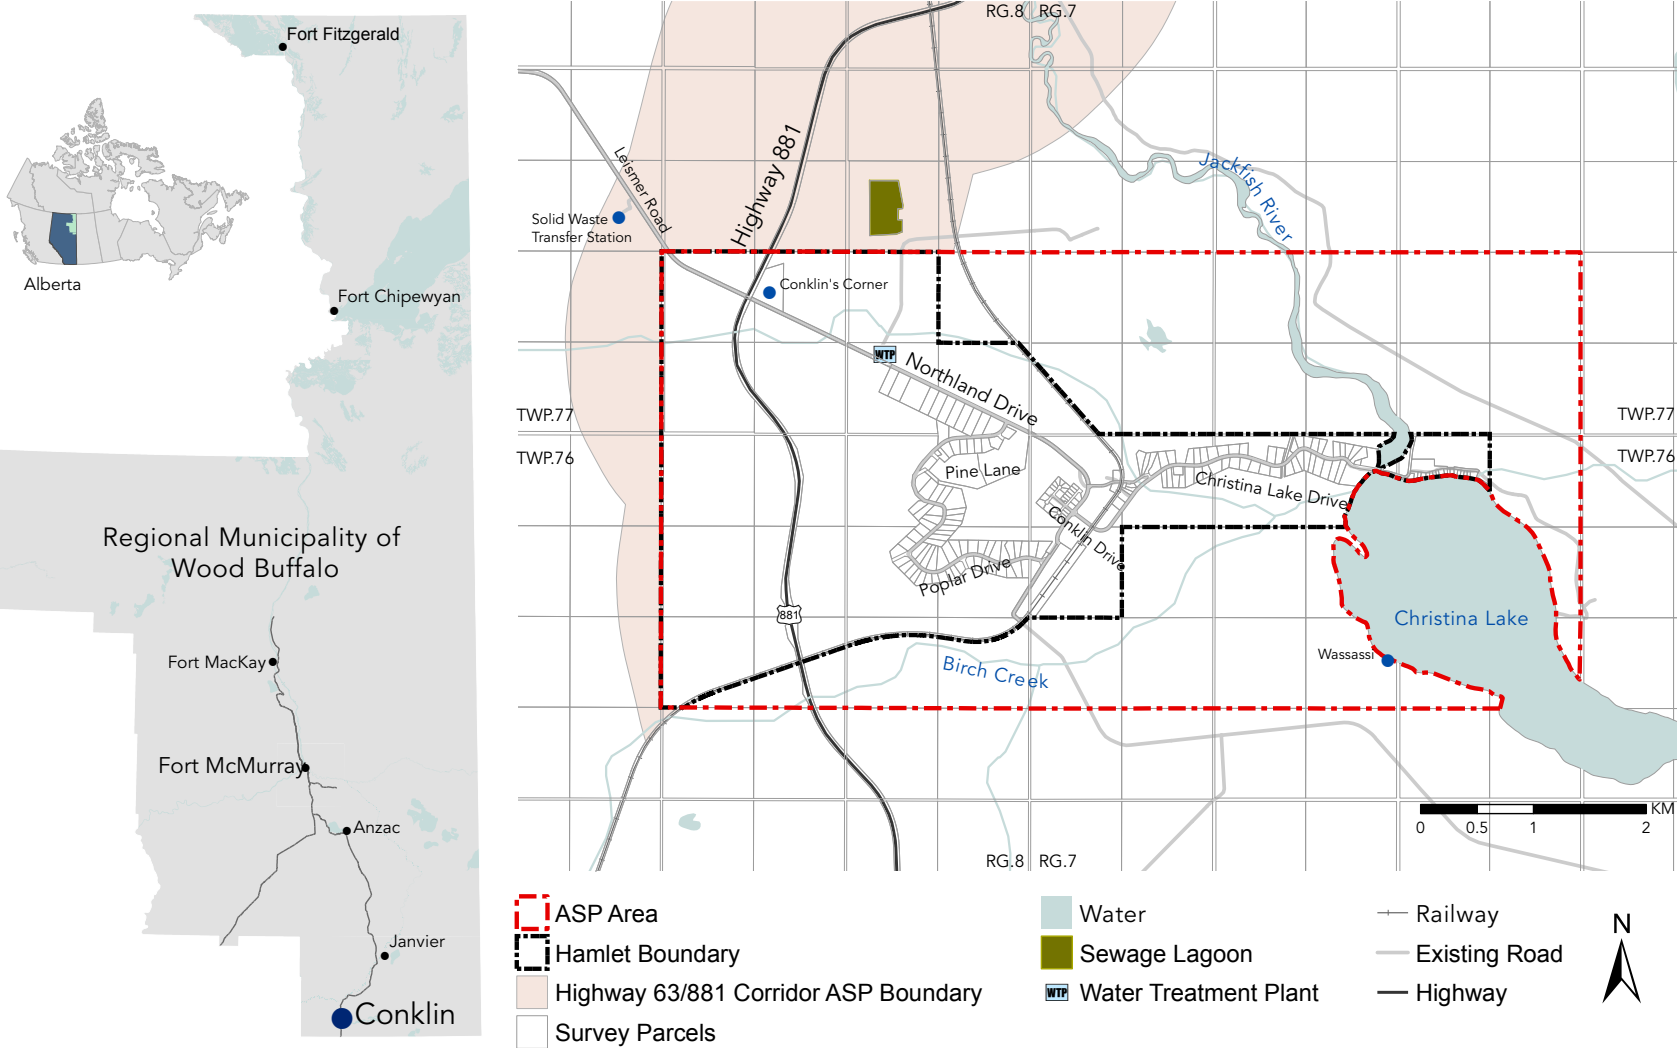 Fort Fitzgerald
Alberta
Fort Chipewyan
Regional Municipality of
Wood Buffalo
Fort MacKay
Fort McMurray
Anzac
Janvier
Conklin
RG.8
RG.7
Leismer Road
Highway 881
Jackfish River
Solid Waste
Transfer Station
Conklin's Corner
WTP
Northland Drive
TWP.77
TWP.77
TWP.76
TWP.76
Pine Lane
Christina Lake Drive
Conklin Drive
Poplar Drive
881
Christina Lake
Wassassi
Birch Creek
KM
0
0.5
1
2
RG.8
RG.7
ASP Area
Hamlet Boundary
Highway 63/881 Corridor ASP Boundary
Survey Parcels
Water
Sewage Lagoon
WTP
Water Treatment Plant
Railway
Existing Road
Highway
N